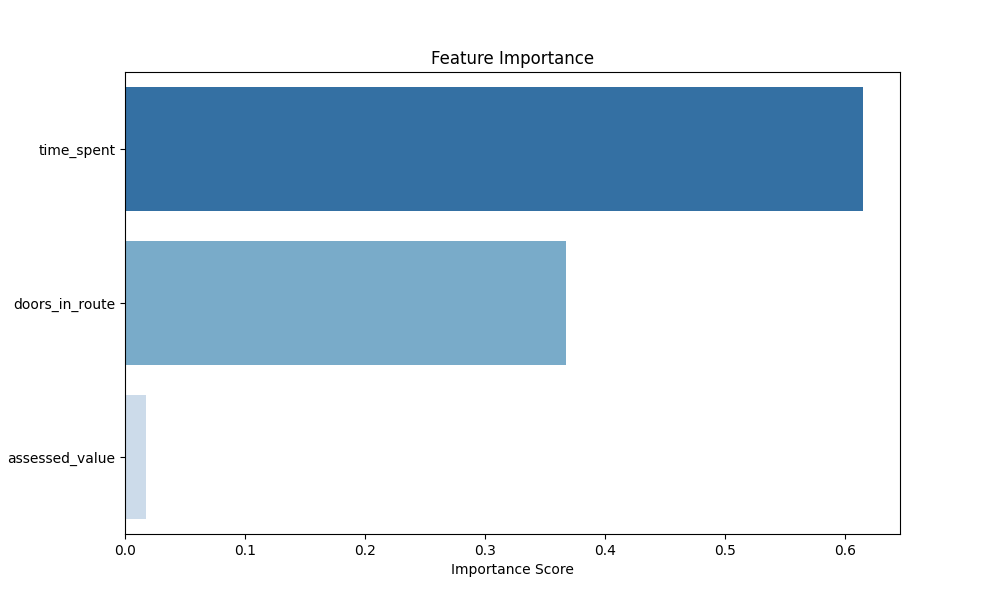 Feature Importance
time_spent
doors_in_route
assessed_value
0.0 0.1 0.2 0.3 0.4 0.5 0.6
Importance Score